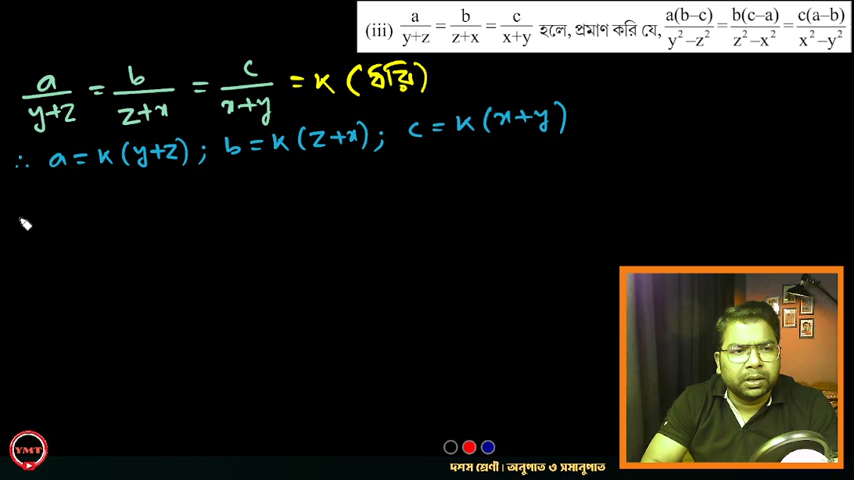 (iii) a/(y+z) = b/(z+x) = c/(x+y) হলে, প্রমাণ করি যে, a(b–c)/(y²–z²) = b(c–a)/(z²–x²) = c(a–b)/(x²–y²)
a/(y+z) = b/(z+x) = c/(x+y) = K (ধরি)
∴ a = K(y+z) ; b = K(z+x) ; c = K(x+y)
YMT
দশম শ্রেণী। অনুপাত ও সমানুপাত